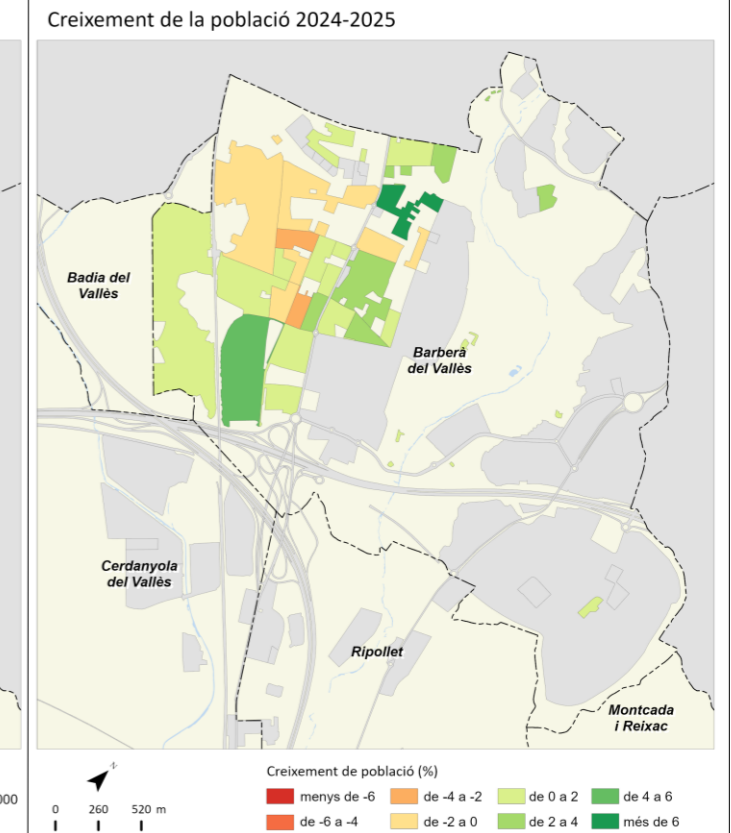 Creixement de la població 2024-2025
Badia del
Vallès
Barberà
del Vallès
Cerdanyola
del Vallès
Ripollet
Montcada
i Reixac
N
000
0 260 520 m
Creixement de població (%)
menys de -6
de -4 a -2
de 0 a 2
de 4 a 6
de -6 a -4
de -2 a 0
de 2 a 4
més de 6